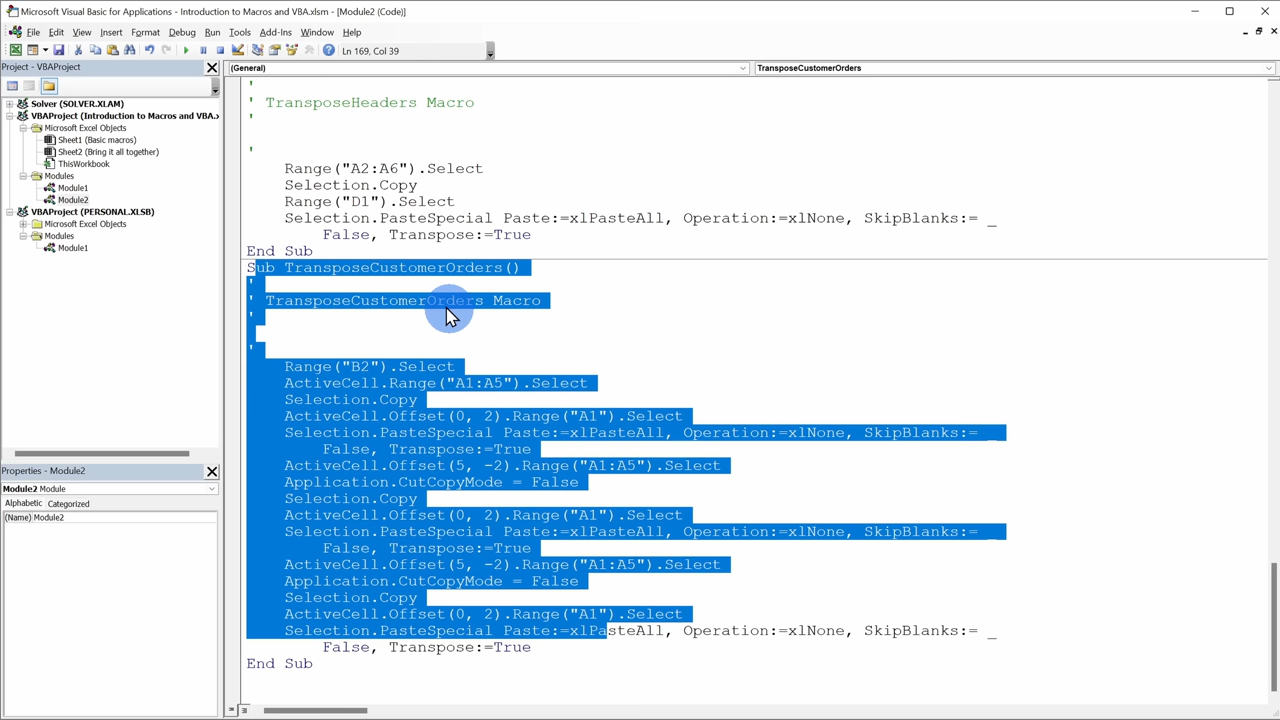 Microsoft Visual Basic for Applications - Introduction to Macros and VBA.xlsm - [Module2 (Code)]
File Edit View Insert Format Debug Run Tools Add-Ins Window Help
Ln 169, Col 39
Project - VBAProject
Solver (SOLVER.XLAM)
VBAProject (Introduction to Macros and VBA.x
Microsoft Excel Objects
Sheet1 (Basic macros)
Sheet2 (Bring it all together)
ThisWorkbook
Modules
Module1
Module2
VBAProject (PERSONAL.XLSB)
Microsoft Excel Objects
Modules
Module1
Properties - Module2
Module2 Module
Alphabetic Categorized
(Name) Module2
(General) TransposeCustomerOrders
'
' TransposeHeaders Macro
'
'
Range("A2:A6").Select
Selection.Copy
Range("D1").Select
Selection.PasteSpecial Paste:=xlPasteAll, Operation:=xlNone, SkipBlanks:= _
False, Transpose:=True
End Sub
Sub TransposeCustomerOrders()
'
' TransposeCustomerOrders Macro
'
'
Range("B2").Select
ActiveCell.Range("A1:A5").Select
Selection.Copy
ActiveCell.Offset(0, 2).Range("A1").Select
Selection.PasteSpecial Paste:=xlPasteAll, Operation:=xlNone, SkipBlanks:= _
False, Transpose:=True
ActiveCell.Offset(5, -2).Range("A1:A5").Select
Application.CutCopyMode = False
Selection.Copy
ActiveCell.Offset(0, 2).Range("A1").Select
Selection.PasteSpecial Paste:=xlPasteAll, Operation:=xlNone, SkipBlanks:= _
False, Transpose:=True
ActiveCell.Offset(5, -2).Range("A1:A5").Select
Application.CutCopyMode = False
Selection.Copy
ActiveCell.Offset(0, 2).Range("A1").Select
Selection.PasteSpecial Paste:=xlPasteAll, Operation:=xlNone, SkipBlanks:= _
False, Transpose:=True
End Sub